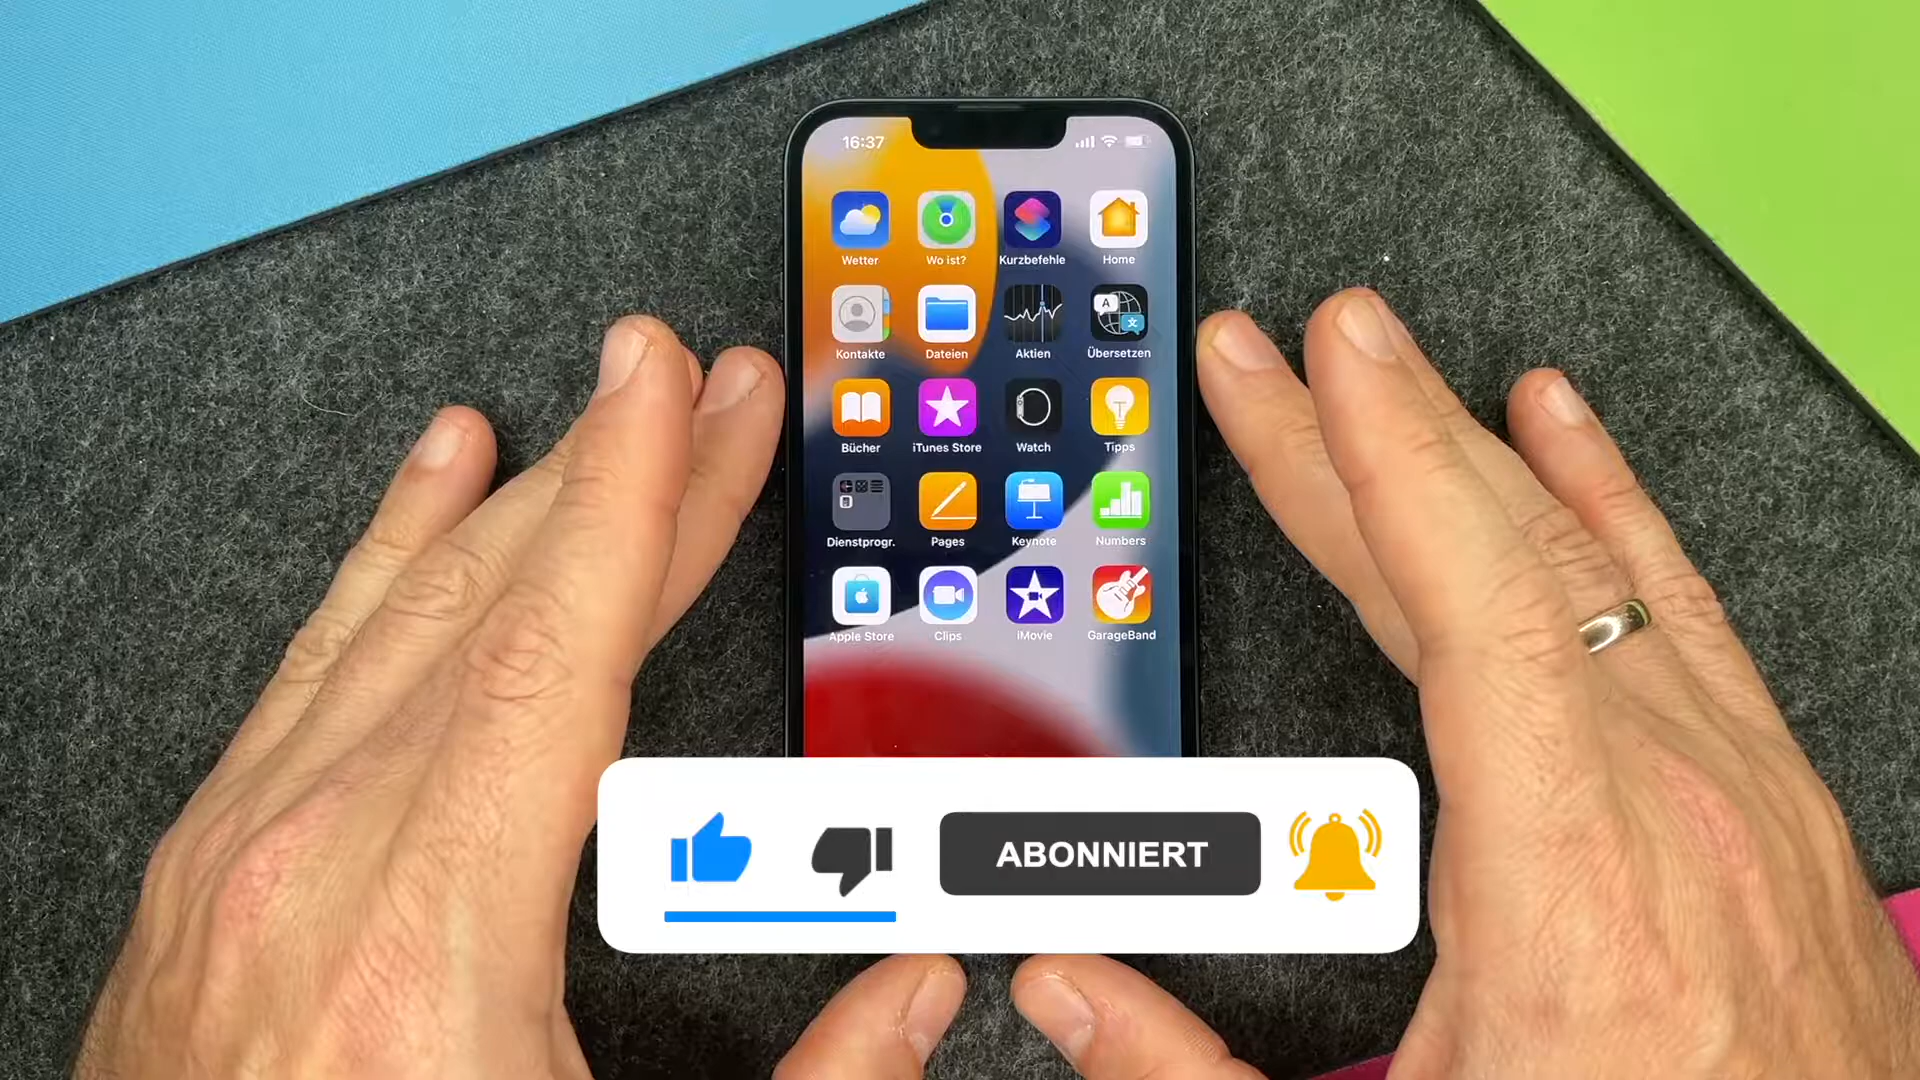 16:37
Wetter Wo ist? Kurzbefehle Home
Kontakte Dateien Aktien Übersetzen
Bücher iTunes Store Watch Tipps
Dienstprogr. Pages Keynote Numbers
Apple Store Clips iMovie GarageBand
ABONNIERT